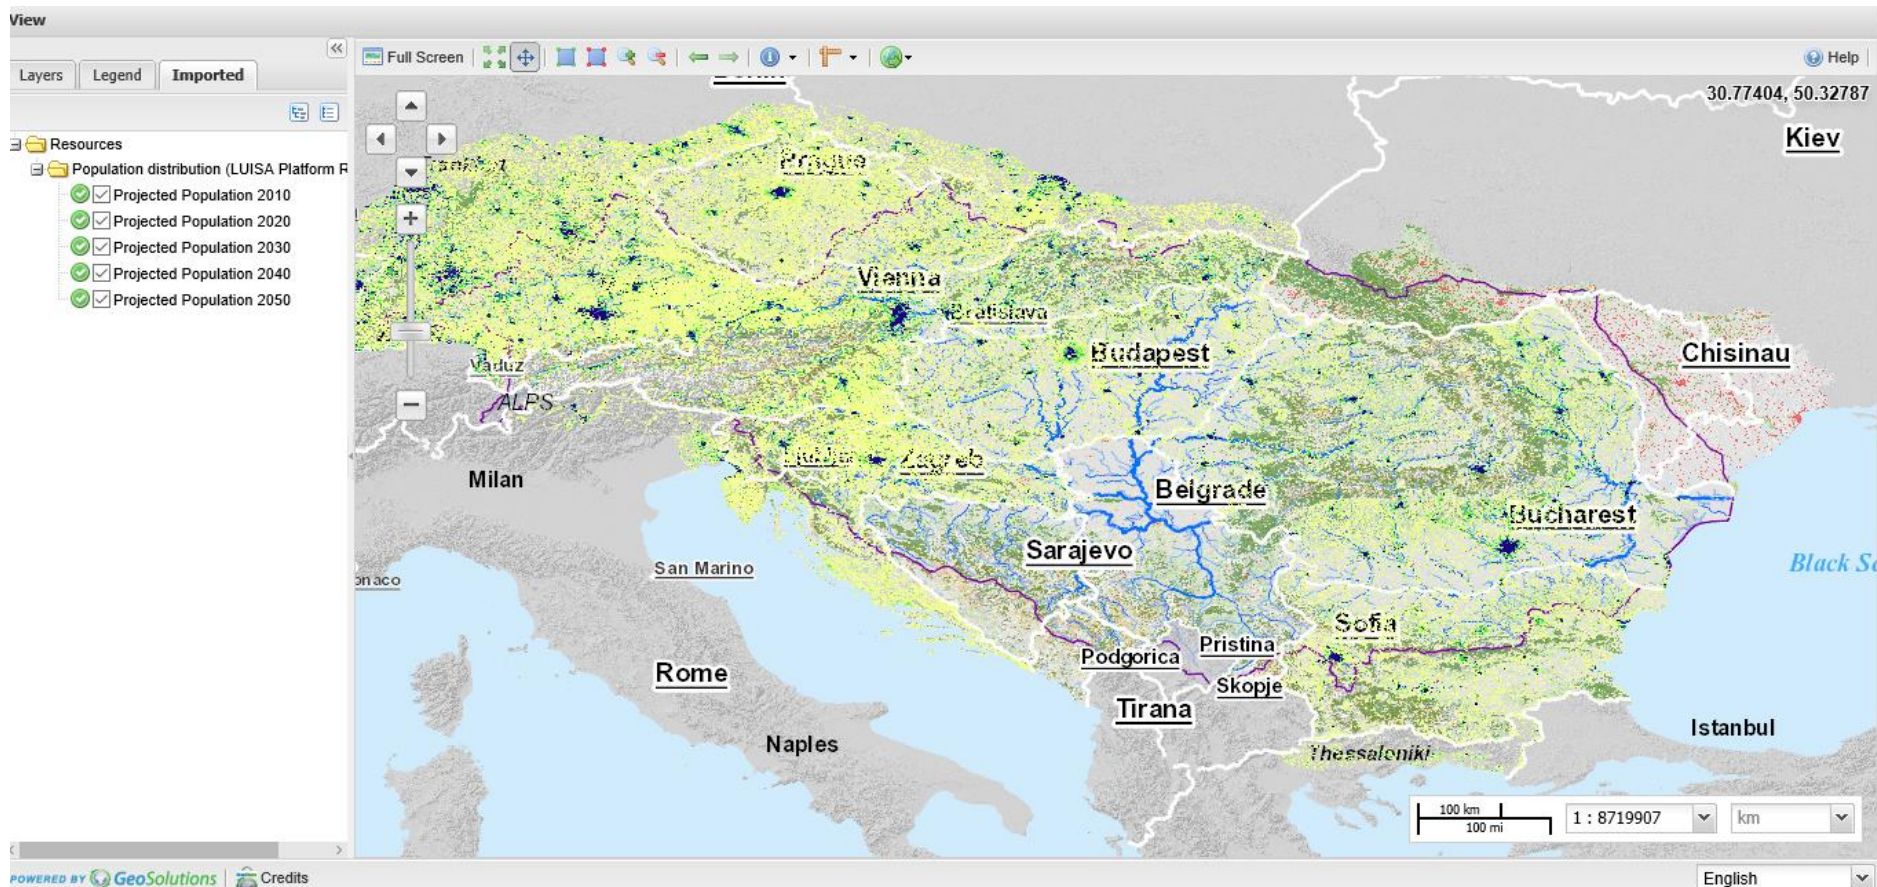 View
Layers Legend Imported
Resources
Population distribution (LUISA Platform R
Projected Population 2010
Projected Population 2020
Projected Population 2030
Projected Population 2040
Projected Population 2050
Full Screen
Help
Berlin
30.77404, 50.32787
Kiev
Prague
Vienna
Bratislava
Budapest
Chisinau
Vaduz
ALPS
Zagreb
Milan
Belgrade
Bucharest
Sarajevo
San Marino
onaco
Black Se
Sofia
Pristina
Podgorica
Rome
Skopje
Tirana
Istanbul
Naples
Thessaloniki
100 km
100 mi
1 : 8719907
km
POWERED BY GeoSolutions Credits
English